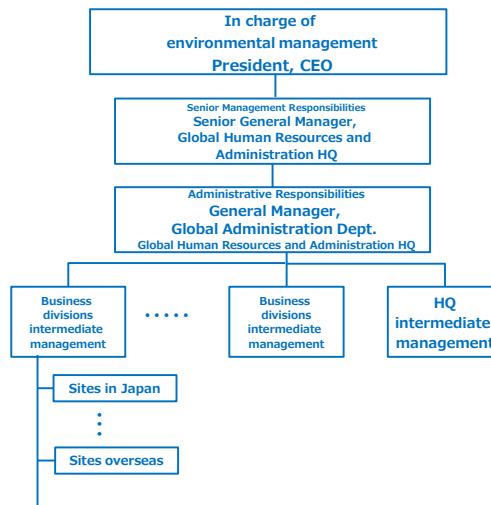 In charge of
environmental management
President, CEO
Senior Management Responsibilities
Senior General Manager,
Global Human Resources and
Administration HQ
Administrative Responsibilities
General Manager,
Global Administration Dept.
Global Human Resources and Administration HQ
Business
divisions
intermediate
management
・・・・・
Business
divisions
intermediate
management
HQ
intermediate
management
Sites in Japan
Sites overseas